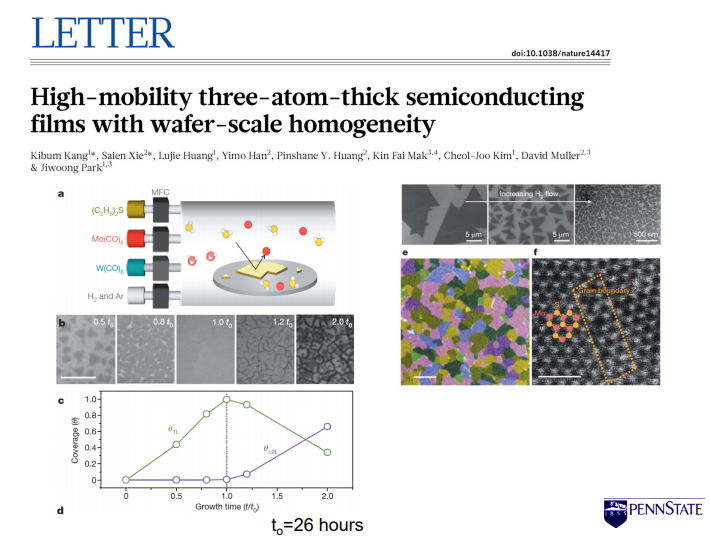 LETTER
doi:10.1038/nature14417
High-mobility three-atom-thick semiconducting
films with wafer-scale homogeneity
Kibum Kang1*, Saien Xie2*, Lujie Huang1, Yimo Han2, Pinshane Y. Huang2, Kin Fai Mak3,4, Cheol-Joo Kim1, David Muller2,3
& Jiwoong Park1,3
a
MFC
(C2H5)2S
Mo(CO)6
W(CO)6
H2 and Ar
b
0.5 t0
0.8 t0
1.0 t0
1.2 t0
2.0 t0
c
Coverage (θ)
1.0
0.8
0.6
0.4
0.2
0
θ1L
θ≥2L
0
0.5
1.0
1.5
2.0
Growth time (t/t0)
d
to=26 hours
Increasing H2 flow
5 μm
5 μm
500 nm
e
f
Grain boundary
S
Mo
1855
PENNSTATE